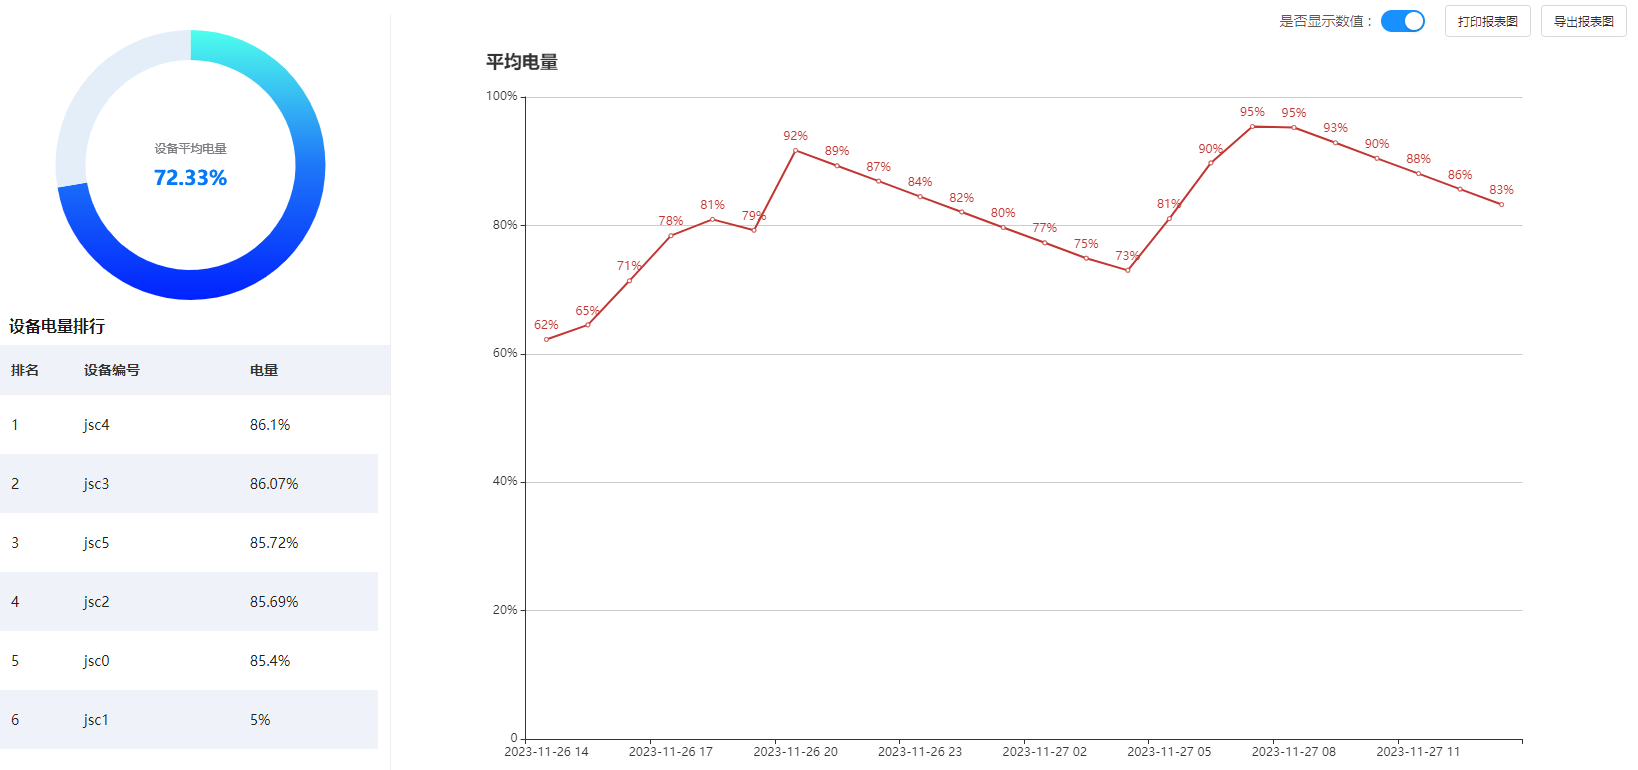 设备平均电量
72.33%
设备电量排行
排名 设备编号 电量
1 jsc4 86.1%
2 jsc3 86.07%
3 jsc5 85.72%
4 jsc2 85.69%
5 jsc0 85.4%
6 jsc1 5%
是否显示数值： 打印报表图 导出报表图
平均电量
100%
80%
60%
40%
20%
0
62% 65% 71% 78% 81% 79% 92% 89% 87% 84% 82% 80% 77% 75% 73% 81% 90% 95% 95% 93% 90% 88% 86% 83%
2023-11-26 14 2023-11-26 17 2023-11-26 20 2023-11-26 23 2023-11-27 02 2023-11-27 05 2023-11-27 08 2023-11-27 11